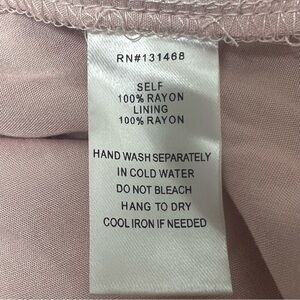 RN#131468
SELF
100% RAYON
LINING
100% RAYON
HAND WASH SEPARATELY
IN COLD WATER
DO NOT BLEACH
HANG TO DRY
COOL IRON IF NEEDED